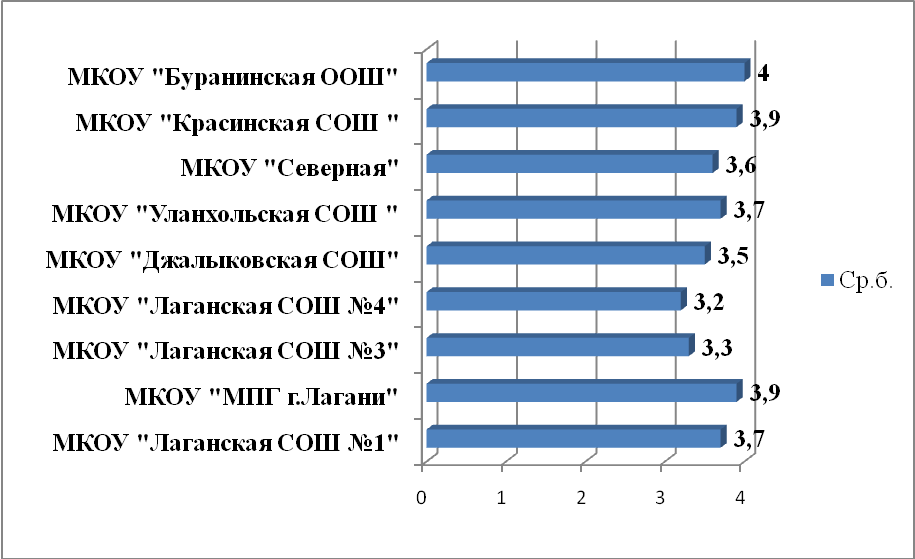 МКОУ "Буранинская ООШ" 4
МКОУ "Красинская СОШ " 3,9
МКОУ "Северная" 3,6
МКОУ "Уланхольская СОШ " 3,7
МКОУ "Джалыковская СОШ" 3,5
МКОУ "Лаганская СОШ №4" 3,2
МКОУ "Лаганская СОШ №3" 3,3
МКОУ "МПГ г.Лагани" 3,9
МКОУ "Лаганская СОШ №1" 3,7
Ср.б.
0 1 2 3 4